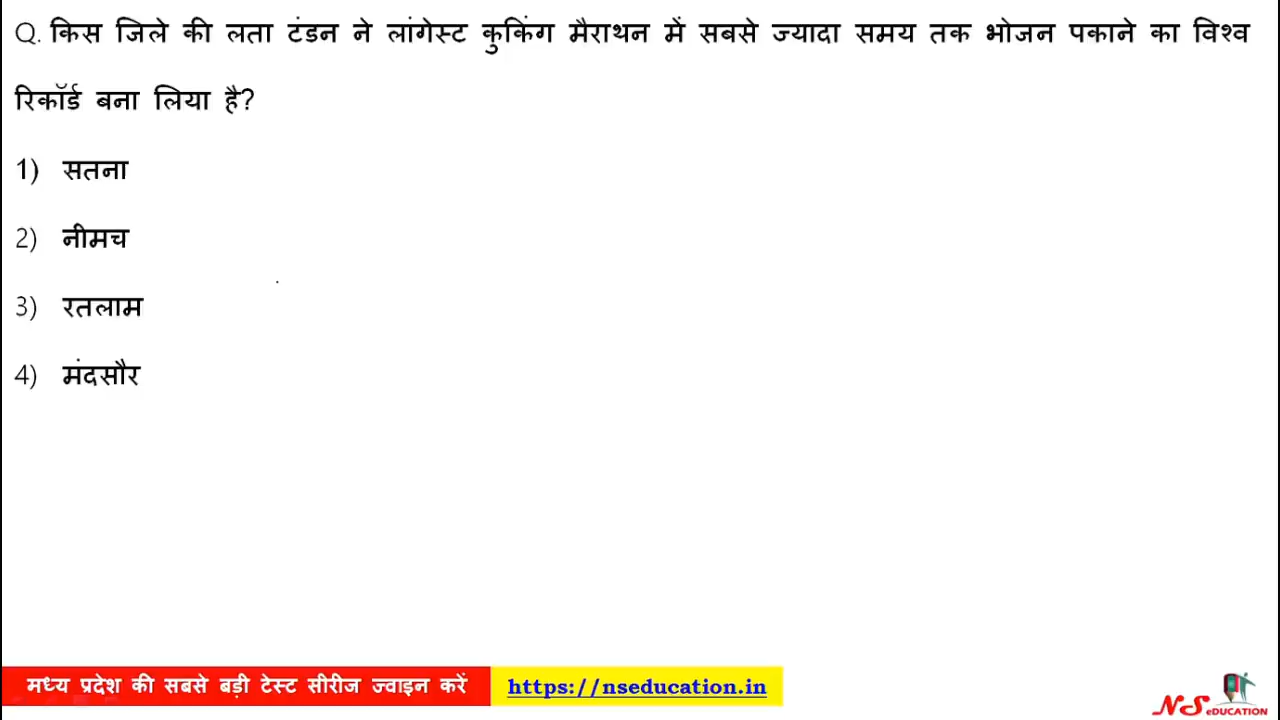 Q. किस जिले की लता टंडन ने लांगेस्ट कुकिंग मैराथन में सबसे ज्यादा समय तक भोजन पकाने का विश्व
रिकॉर्ड बना लिया है?
1) सतना
2) नीमच
3) रतलाम
4) मंदसौर
मध्य प्रदेश की सबसे बड़ी टेस्ट सीरीज ज्वाइन करें https://nseducation.in
NS eDUCATION